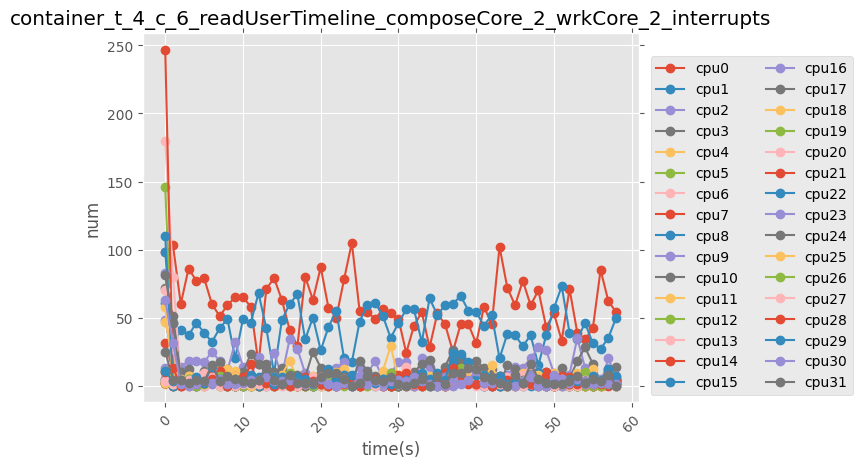 container_t_4_c_6_readUserTimeline_composeCore_2_wrkCore_2_interrupts
250
200
150
100
50
0
num
0
10
20
30
40
50
60
time(s)
cpu0
cpu1
cpu2
cpu3
cpu4
cpu5
cpu6
cpu7
cpu8
cpu9
cpu10
cpu11
cpu12
cpu13
cpu14
cpu15
cpu16
cpu17
cpu18
cpu19
cpu20
cpu21
cpu22
cpu23
cpu24
cpu25
cpu26
cpu27
cpu28
cpu29
cpu30
cpu31